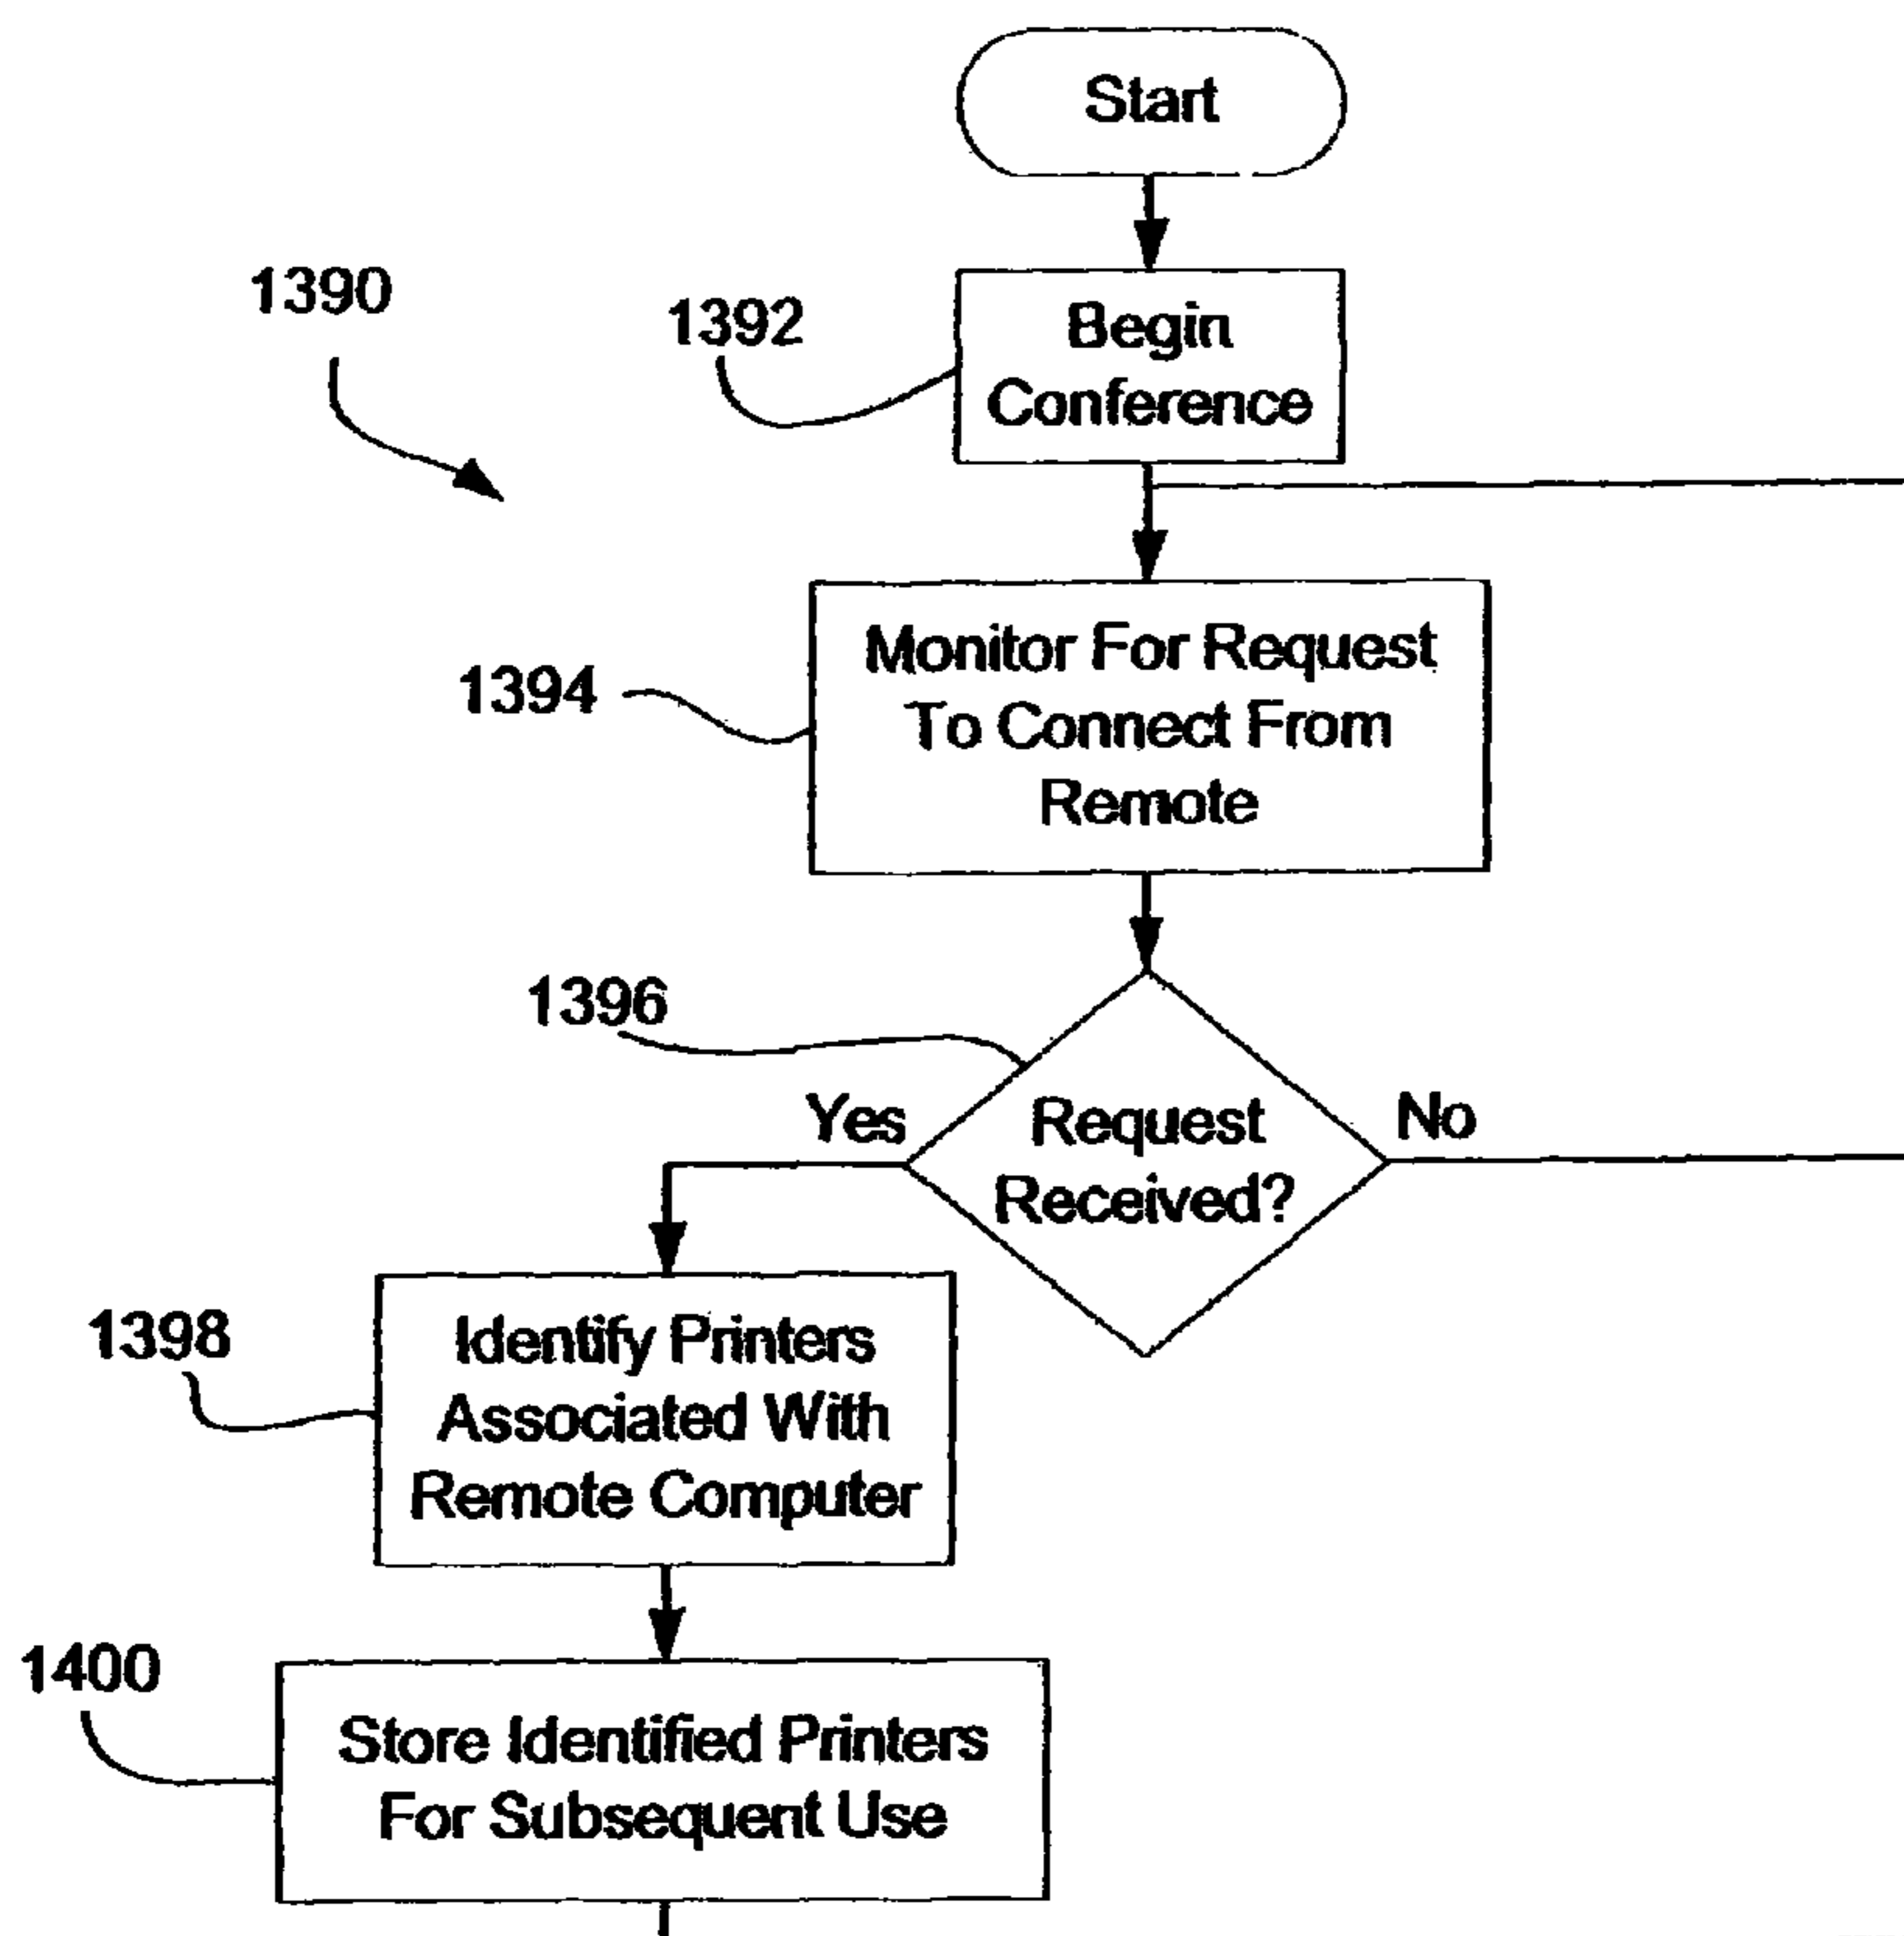 Start
1390
1392
Begin
Conference
1394
Monitor For Request
To Connect From
Remote
1396
Yes
Request
Received?
No
1398
Identify Printers
Associated With
Remote Computer
1400
Store Identified Printers
For Subsequent Use